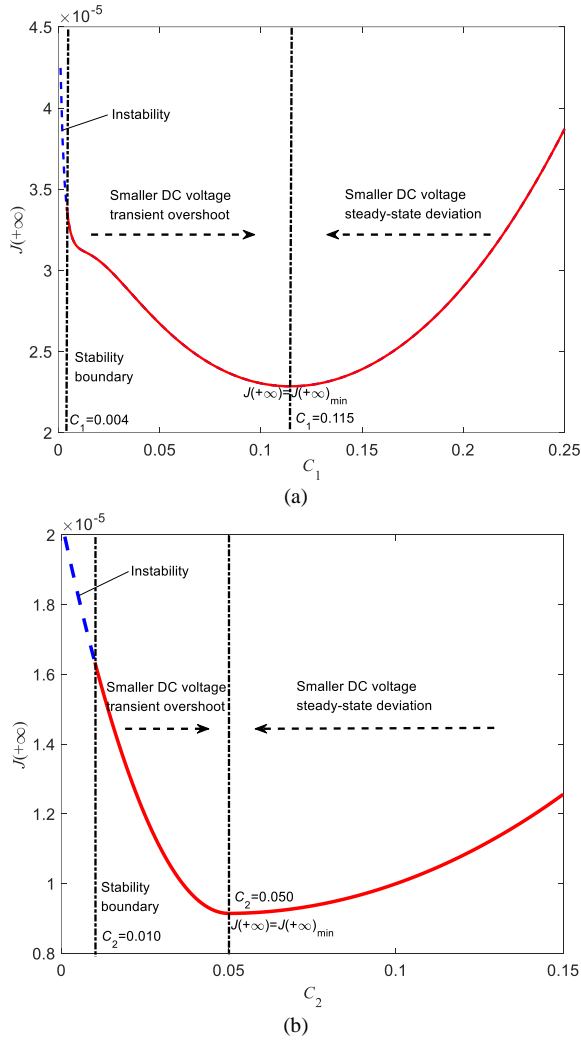 ×10-5
4.5
4
3.5
3
2.5
2
J(+∞)
Instability
Smaller DC voltage
transient overshoot
Smaller DC voltage
steady-state deviation
Stability
boundary
C1=0.004
J(+∞)=J(+∞)min
C1=0.115
0 0.05 0.1 0.15 0.2 0.25
C1
(a)
×10-5
2
1.8
1.6
1.4
1.2
1
0.8
J(+∞)
Instability
Smaller DC voltage
transient overshoot
Smaller DC voltage
steady-state deviation
Stability
boundary
C2=0.010
C2=0.050
J(+∞)=J(+∞)min
0 0.05 0.1 0.15
C2
(b)